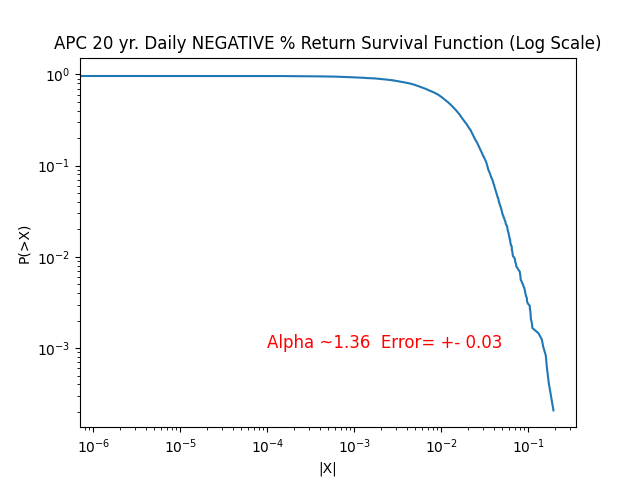 APC 20 yr. Daily NEGATIVE % Return Survival Function (Log Scale)
10⁰
10⁻¹
10⁻²
10⁻³
P(>X)
Alpha ~1.36  Error= +- 0.03
10⁻⁶ 10⁻⁵ 10⁻⁴ 10⁻³ 10⁻² 10⁻¹
|X|